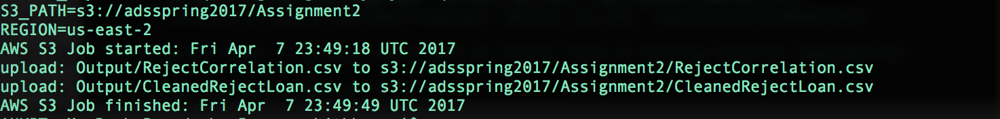 S3_PATH=s3://adsspring2017/Assignment2
REGION=us-east-2
AWS S3 Job started: Fri Apr  7 23:49:18 UTC 2017
upload: Output/RejectCorrelation.csv to s3://adsspring2017/Assignment2/RejectCorrelation.csv
upload: Output/CleanedRejectLoan.csv to s3://adsspring2017/Assignment2/CleanedRejectLoan.csv
AWS S3 Job finished: Fri Apr  7 23:49:49 UTC 2017